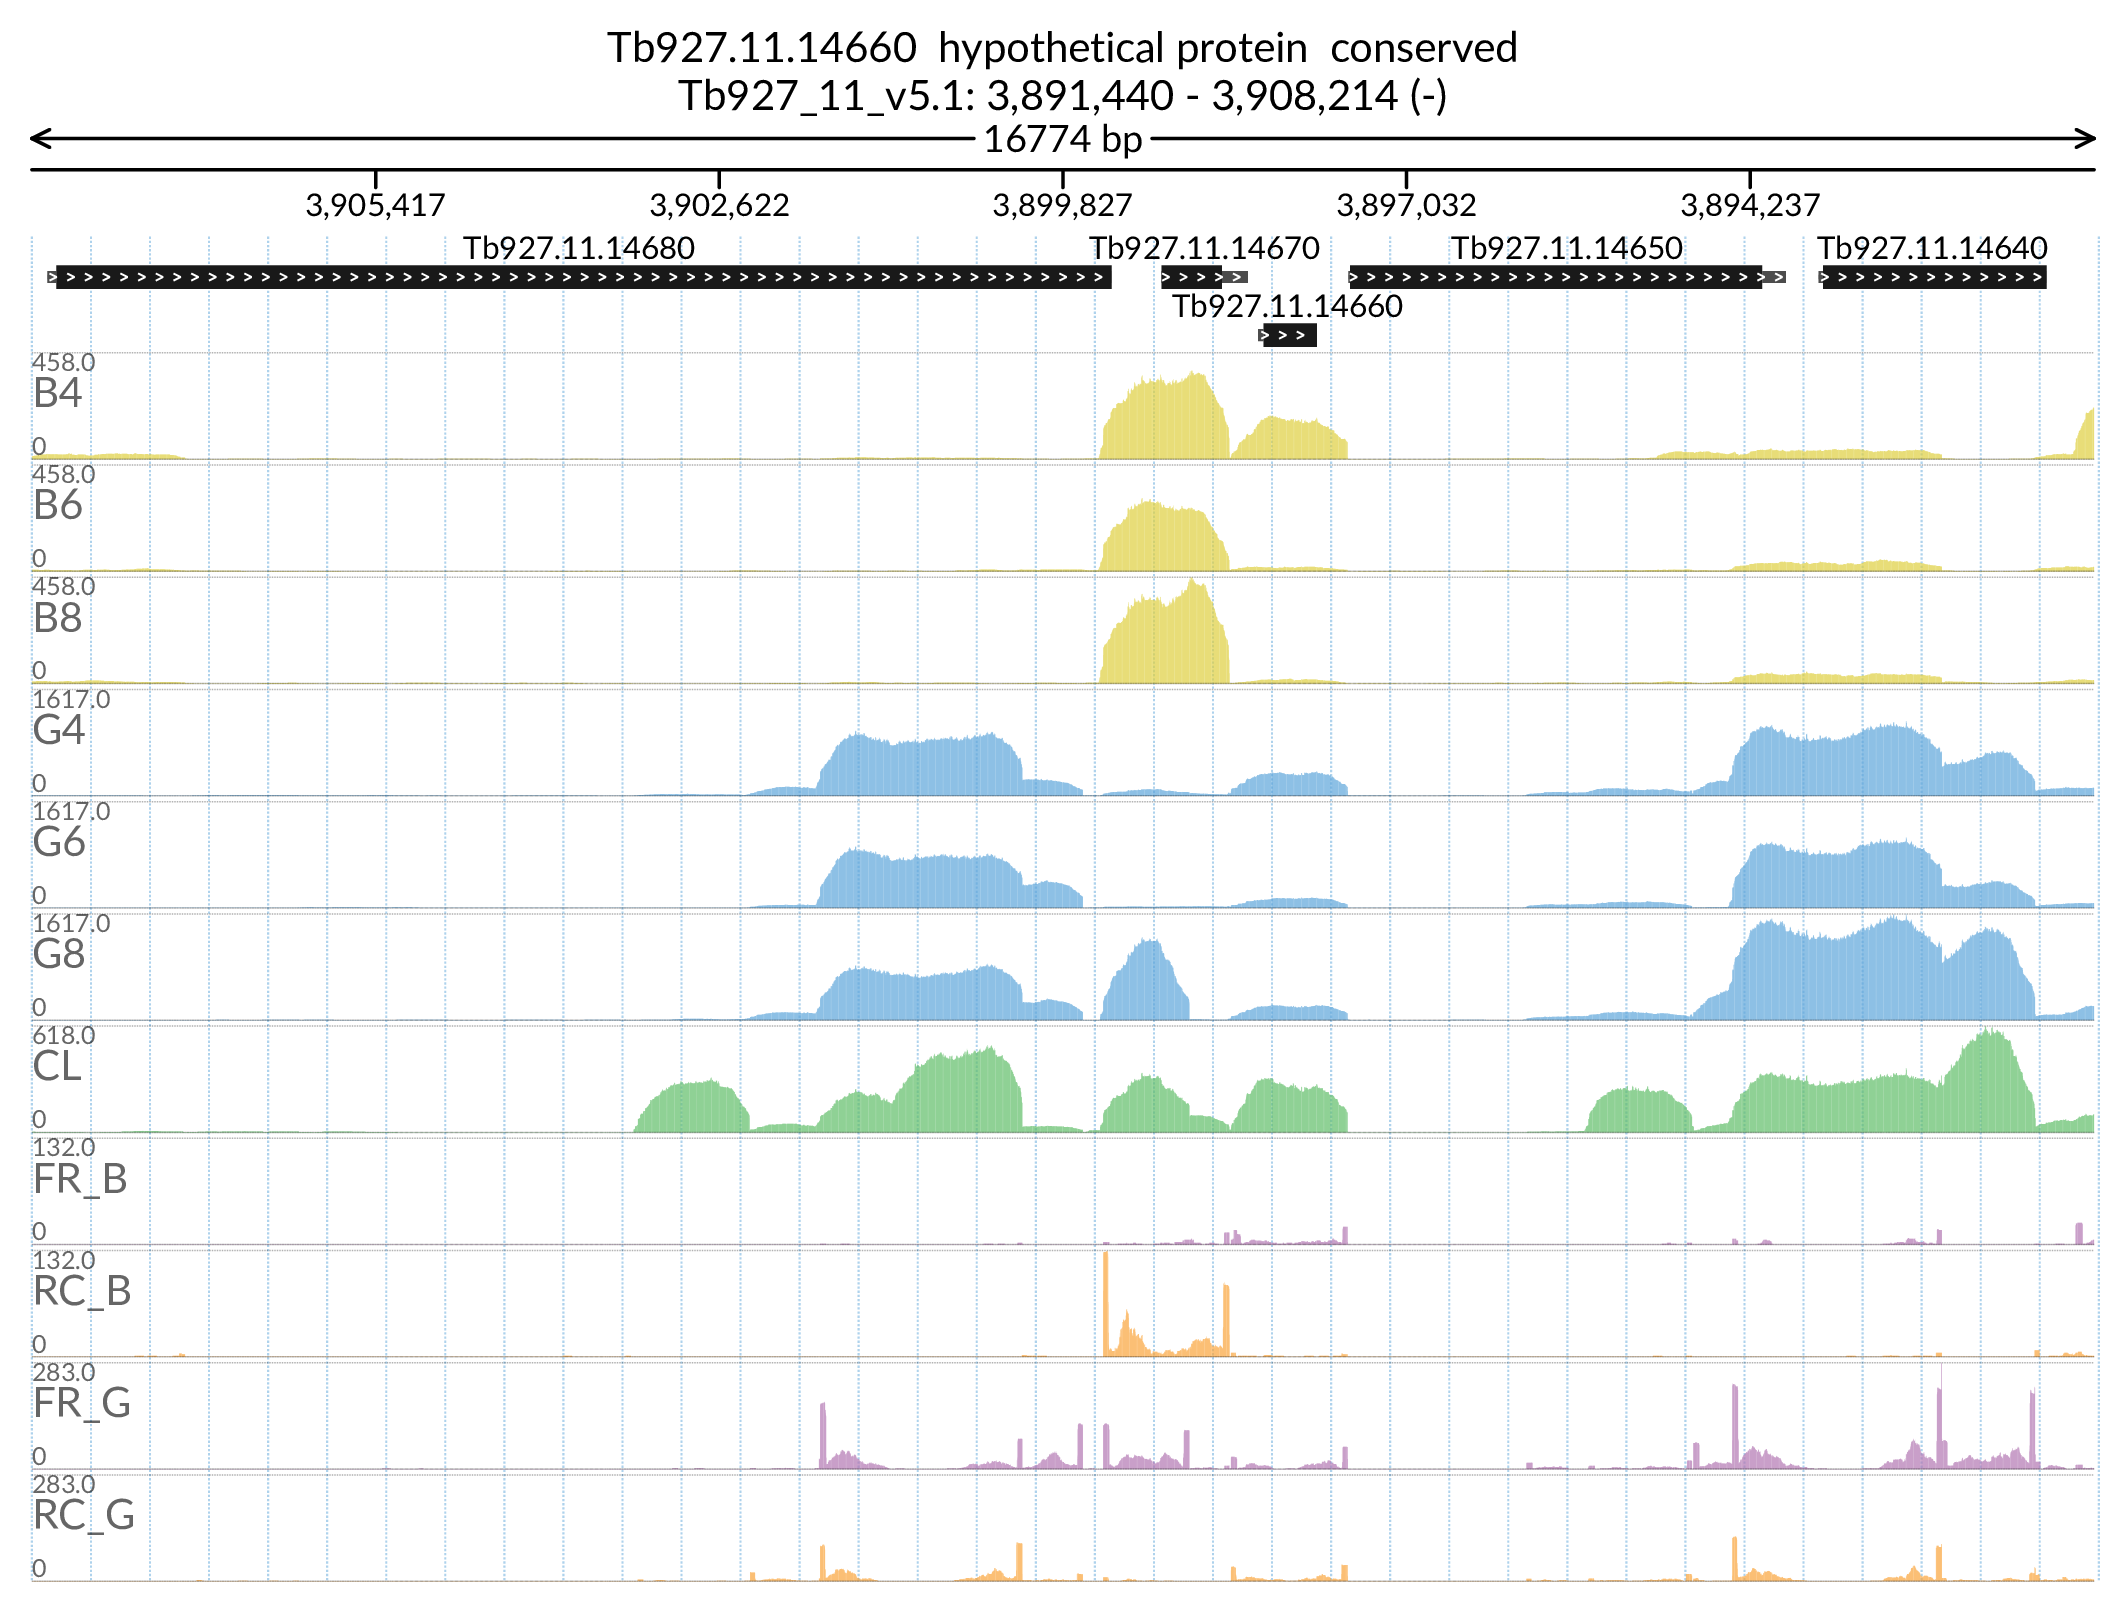 Tb927.11.14660 hypothetical protein conserved
Tb927_11_v5.1: 3,891,440 - 3,908,214 (-)
16774 bp
3,905,417 3,902,622 3,899,827 3,897,032 3,894,237
Tb927.11.14680 Tb927.11.14670 Tb927.11.14650 Tb927.11.14640
Tb927.11.14660
458.0
B4
0
458.0
B6
0
458.0
B8
0
1617.0
G4
0
1617.0
G6
0
1617.0
G8
0
618.0
CL
0
132.0
FR_B
0
132.0
RC_B
0
283.0
FR_G
0
283.0
RC_G
0